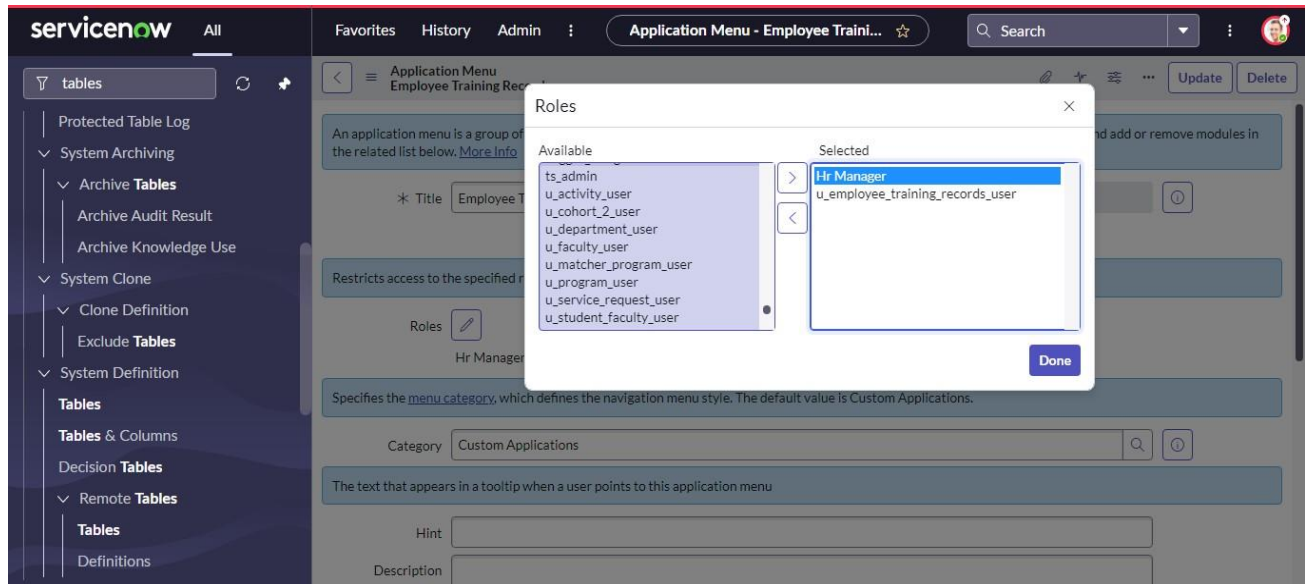 servicenow All Favorites History Admin Application Menu - Employee Traini... Search
tables
Protected Table Log
System Archiving
Archive Tables
Archive Audit Result
Archive Knowledge Use
System Clone
Clone Definition
Exclude Tables
System Definition
Tables
Tables & Columns
Decision Tables
Remote Tables
Tables
Definitions
Application Menu
Employee Training
Update Delete
An application menu is a group of
nd add or remove modules in
the related list below. More Info
Title Employee T
Restricts access to the specified r
Roles
Hr Manager
Specifies the menu category, which defines the navigation menu style. The default value is Custom Applications.
Category Custom Applications
The text that appears in a tooltip when a user points to this application menu
Hint
Description
Roles
Available
ts_admin
u_activity_user
u_cohort_2_user
u_department_user
u_faculty_user
u_matcher_program_user
u_program_user
u_service_request_user
u_student_faculty_user
Selected
Hr Manager
u_employee_training_records_user
Done